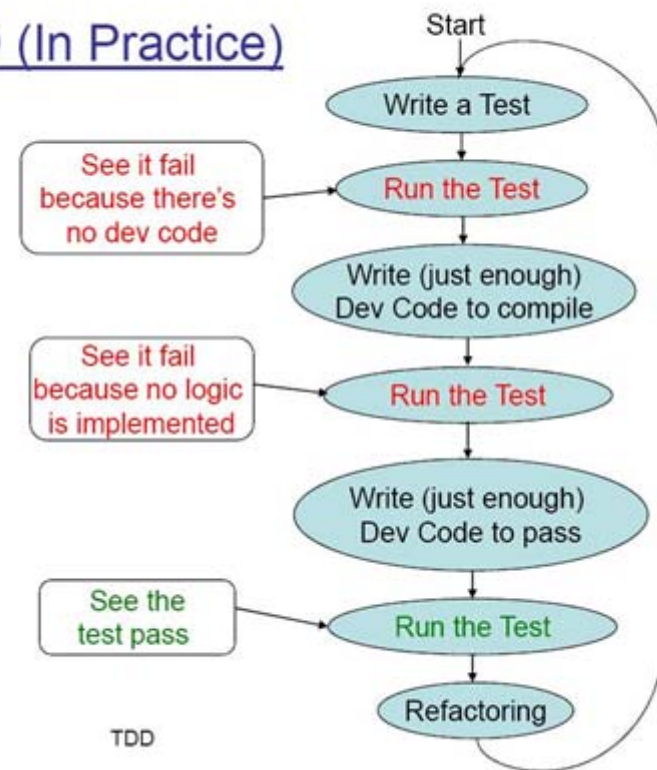 (In Practice)
Start
Write a Test
See it fail
because there's
no dev code
Run the Test
Write (just enough)
Dev Code to compile
See it fail
because no logic
is implemented
Run the Test
Write (just enough)
Dev Code to pass
See the
test pass
Run the Test
Refactoring
TDD